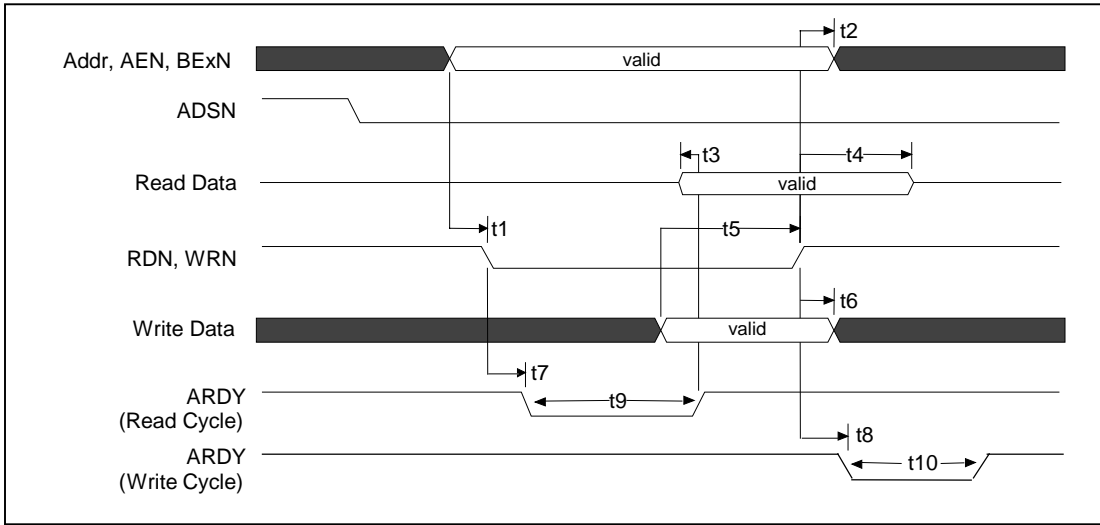 t2
Addr, AEN, BExN
valid
ADSN
t3
t4
Read Data
valid
t1
t5
RDN, WRN
t6
Write Data
valid
t7
ARDY
(Read Cycle)
t9
t8
ARDY
(Write Cycle)
t10